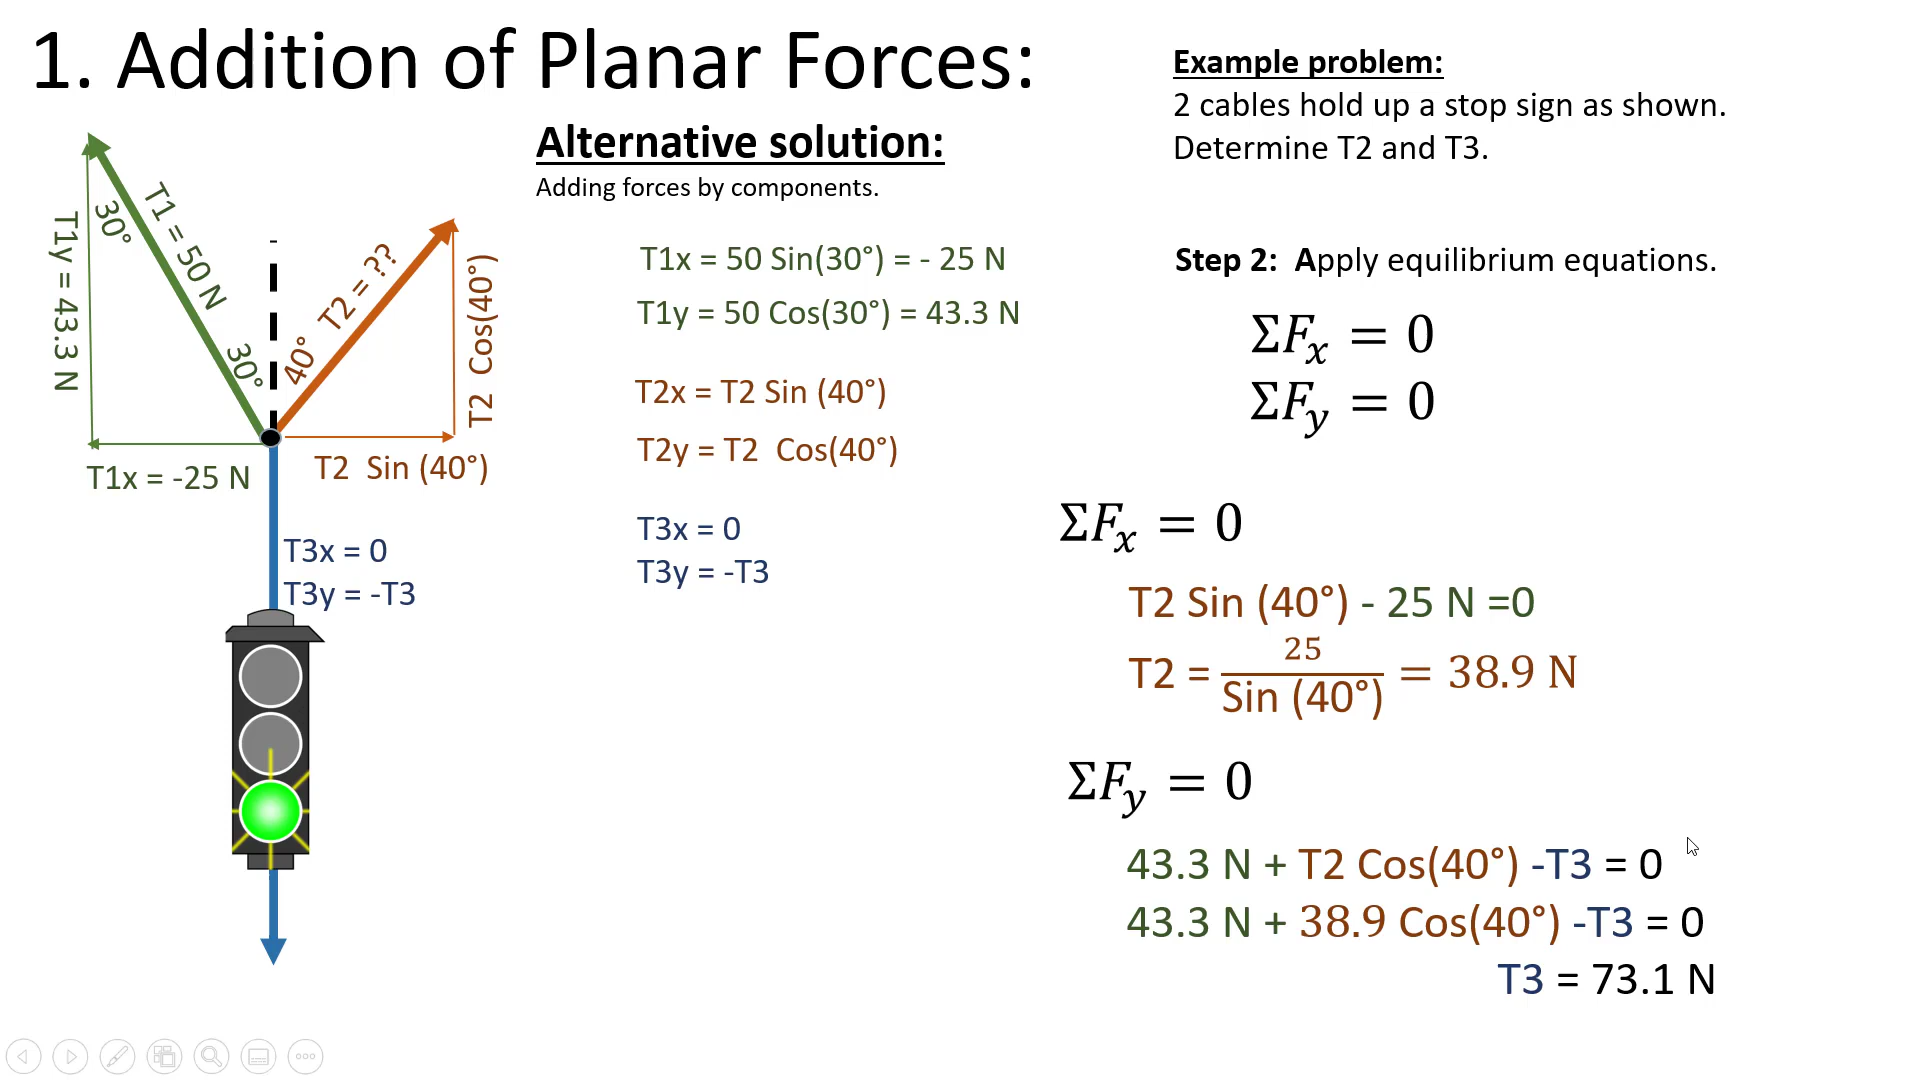 1. Addition of Planar Forces:
Alternative solution:
Adding forces by components.
T1y = 43.3 N
30°
T1 = 50 N
30°
40°
T2 = ??
T2  Cos(40°)
T1x = -25 N
T2  Sin (40°)
T3x = 0
T3y = -T3
T1x = 50 Sin(30°) = - 25 N
T1y = 50 Cos(30°) = 43.3 N
T2x = T2 Sin (40°)
T2y = T2  Cos(40°)
T3x = 0
T3y = -T3
Example problem:
2 cables hold up a stop sign as shown.
Determine T2 and T3.
Step 2:  Apply equilibrium equations.
ΣFx = 0
ΣFy = 0
ΣFx = 0
T2 Sin (40°) - 25 N =0
T2 = 25 / Sin (40°) = 38.9 N
ΣFy = 0
43.3 N + T2 Cos(40°) -T3 = 0
43.3 N + 38.9 Cos(40°) -T3 = 0
T3 = 73.1 N